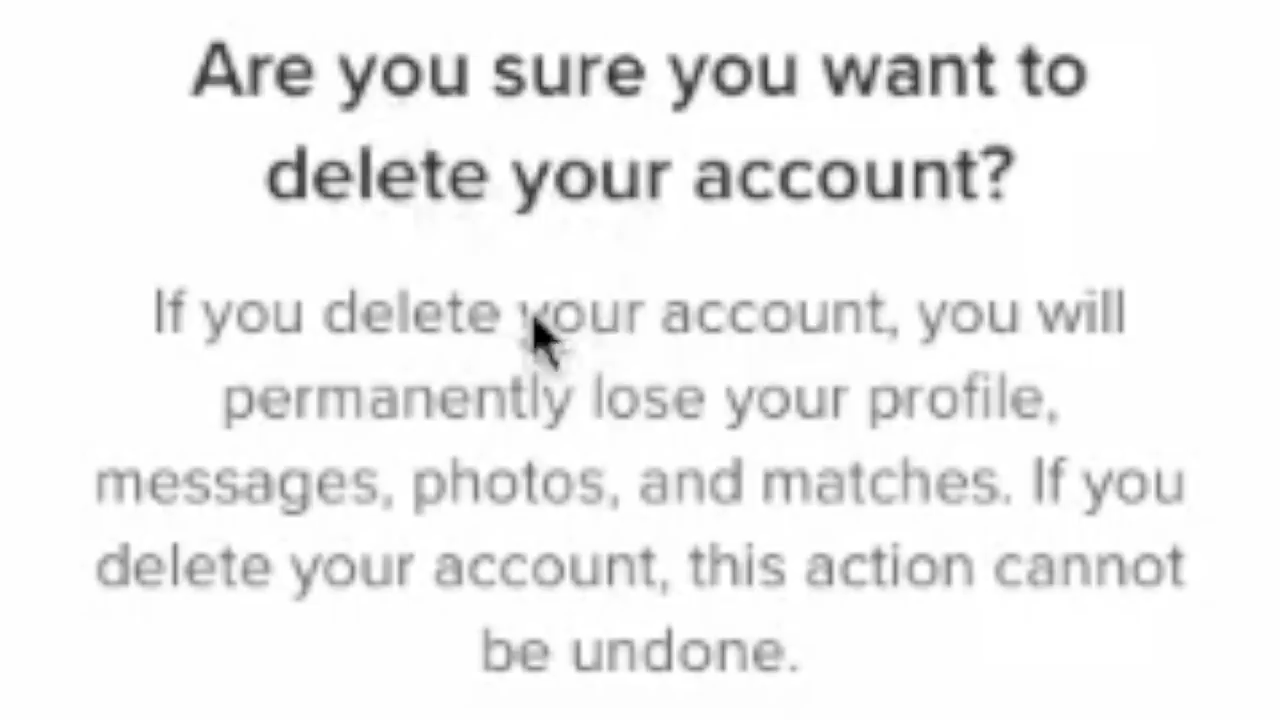 Are you sure you want to
delete your account?
If you delete your account, you will
permanently lose your profile,
messages, photos, and matches. If you
delete your account, this action cannot
be undone.